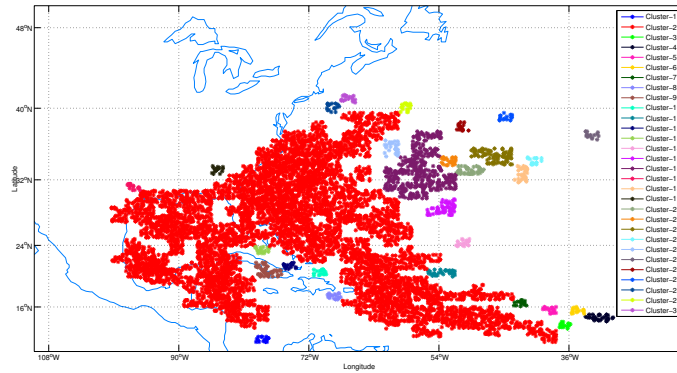 48°N
40°N
32°N
24°N
16°N
Latitude
108°W
90°W
72°W
54°W
36°W
Longitude
Cluster-1
Cluster-2
Cluster-3
Cluster-4
Cluster-5
Cluster-6
Cluster-7
Cluster-8
Cluster-9
Cluster-1
Cluster-1
Cluster-1
Cluster-1
Cluster-1
Cluster-1
Cluster-1
Cluster-1
Cluster-1
Cluster-1
Cluster-2
Cluster-2
Cluster-2
Cluster-2
Cluster-2
Cluster-2
Cluster-2
Cluster-2
Cluster-2
Cluster-2
Cluster-3